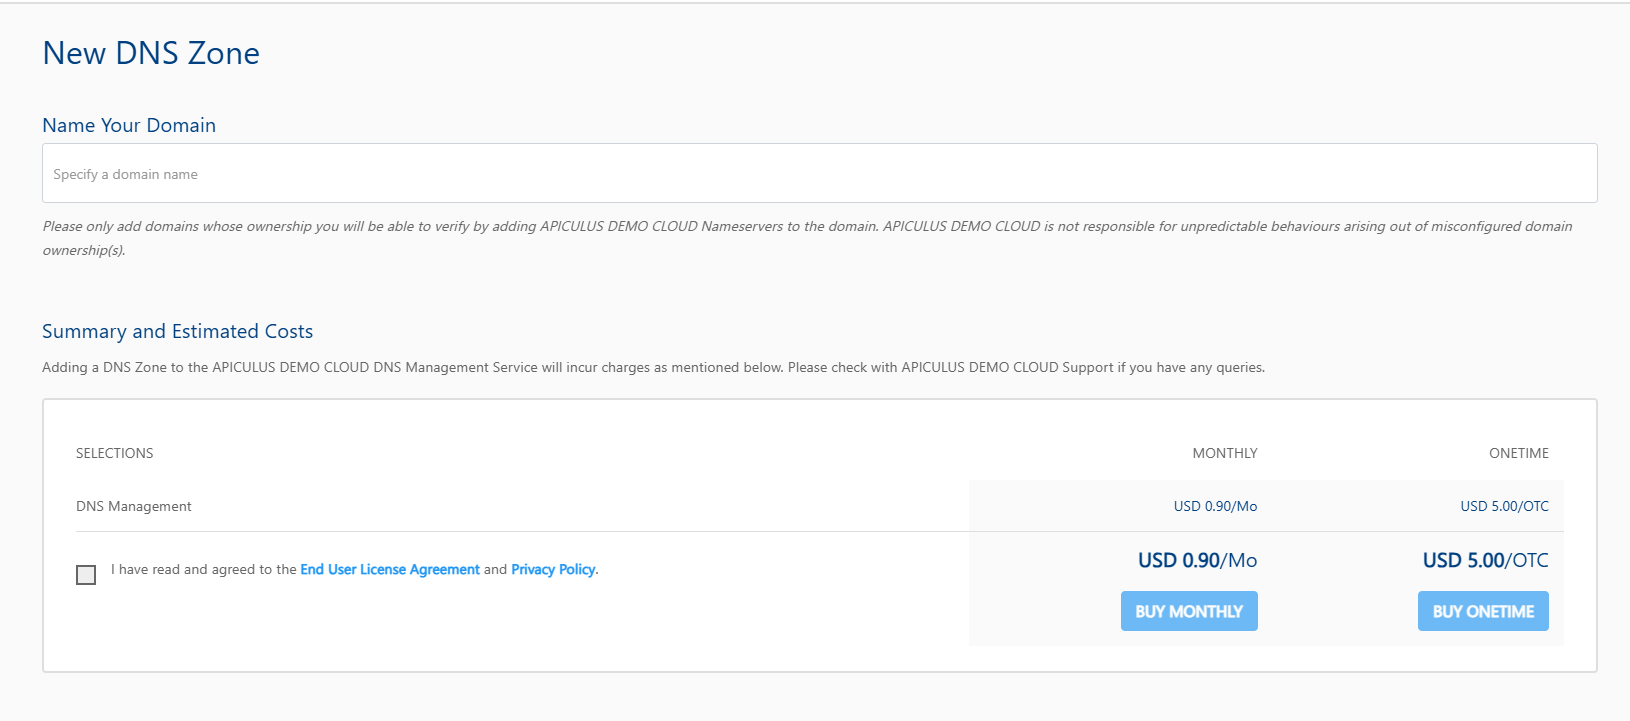 New DNS Zone
Name Your Domain
Specify a domain name
Please only add domains whose ownership you will be able to verify by adding APICULUS DEMO CLOUD Nameservers to the domain. APICULUS DEMO CLOUD is not responsible for unpredictable behaviours arising out of misconfigured domain
ownership(s).
Summary and Estimated Costs
Adding a DNS Zone to the APICULUS DEMO CLOUD DNS Management Service will incur charges as mentioned below. Please check with APICULUS DEMO CLOUD Support if you have any queries.
SELECTIONS MONTHLY ONETIME
DNS Management USD 0.90/Mo USD 5.00/OTC
USD 0.90/Mo USD 5.00/OTC
I have read and agreed to the End User License Agreement and Privacy Policy.
BUY MONTHLY BUY ONETIME